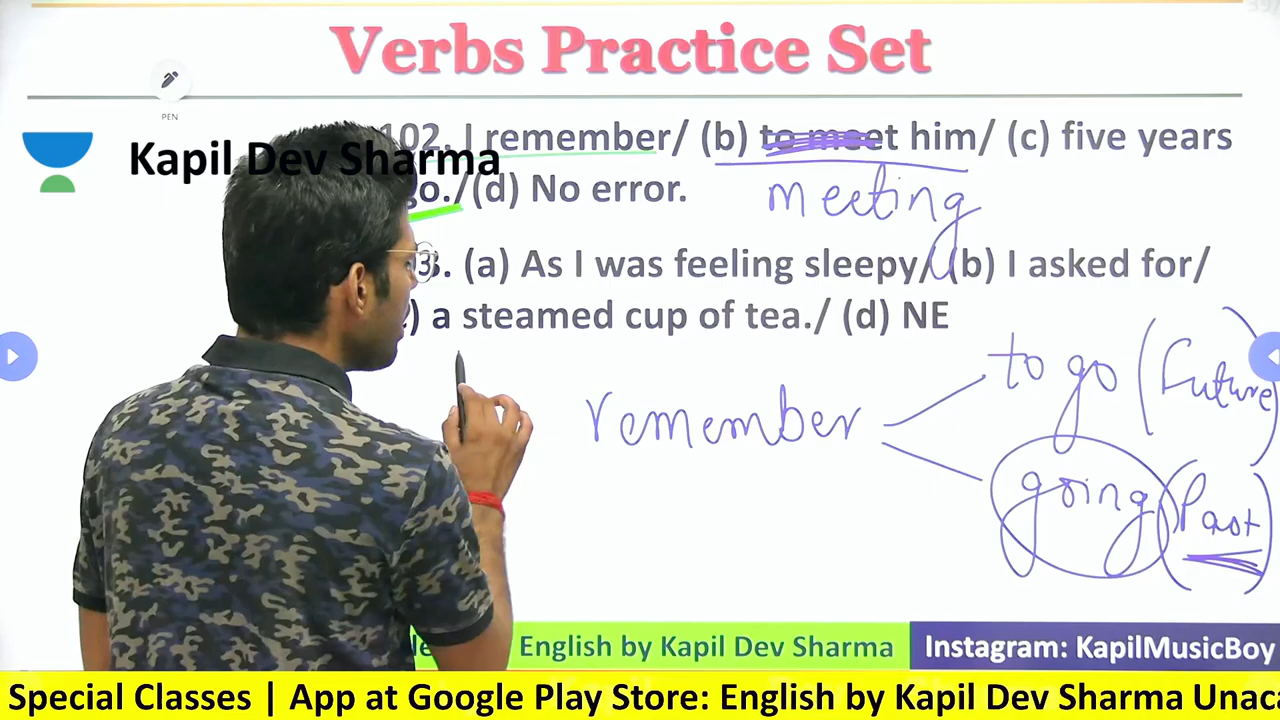 Verbs Practice Set
PEN
Kapil Dev Sharma
102. I remember/ (b) to meet him/ (c) five years
go./(d) No error.
meeting
3. (a) As I was feeling sleepy/ (b) I asked for/
) a steamed cup of tea./ (d) NE
to go (Future)
remember
going (Past)
English by Kapil Dev Sharma
Instagram: KapilMusicBoy
Special Classes | App at Google Play Store: English by Kapil Dev Sharma Unaca